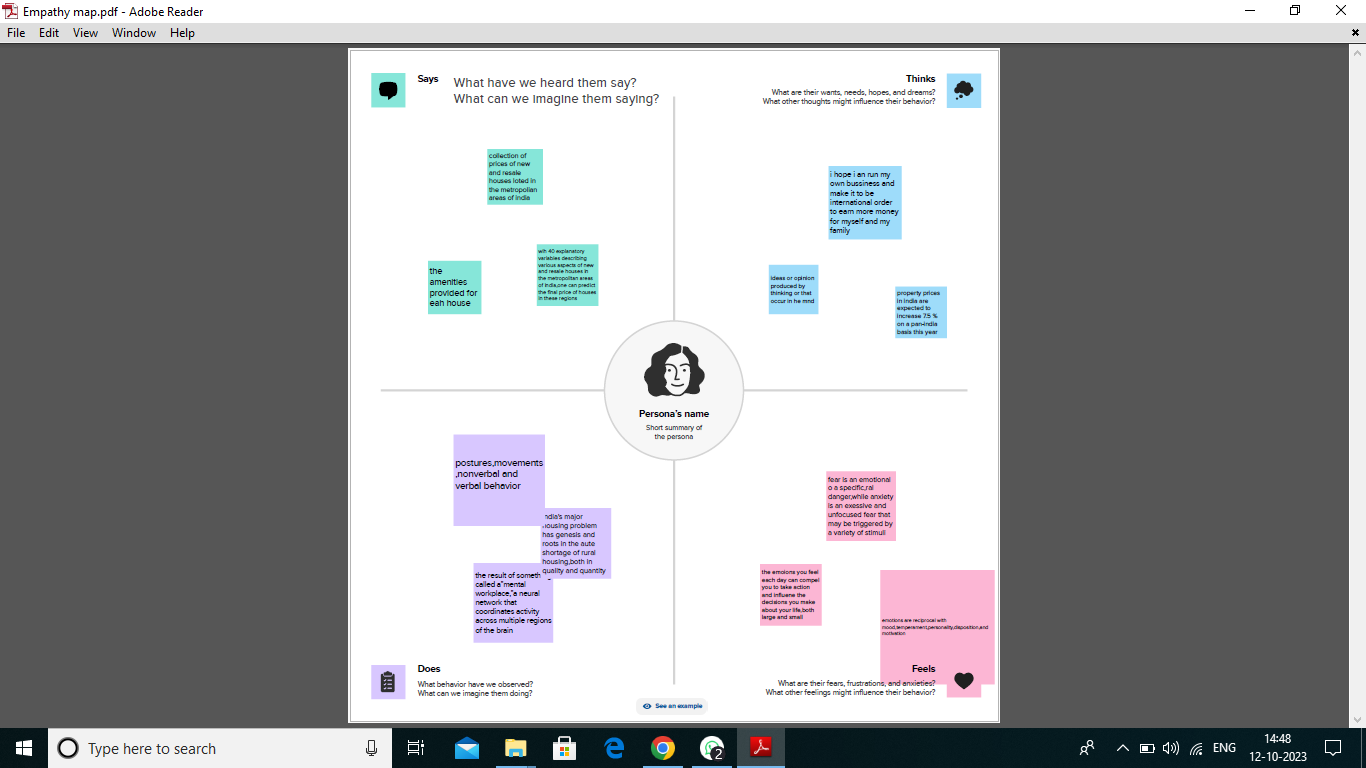 Empathy map.pdf - Adobe Reader
File Edit View Window Help
Says
What have we heard them say?
What can we imagine them saying?
Thinks
What are their wants, needs, hopes, and dreams?
What other thoughts might influence their behavior?
collection of
prices of new
and resale
houses loted in
the metropolian
areas of india
the
amenities
provided for
eah house
wih 40 explanatory
variables describing
various aspects of new
and resale houses in
the metropolitan areas
of india,one can predict
the final price of houses
in these regions
i hope i an run my
own bussiness and
make it to be
international order
to earn more money
for myself and my
family
ideas or opinion
produced by
thinking or that
occur in he mnd
property prices
in india are
expected to
increase 7.5 %
on a pan-india
basis this year
Persona's name
Short summary of
the persona
postures,movements
,nonverbal and
verbal behavior
ndia's major
ousing problem
has genesis and
roots in the aute
shortage of rural
housing,both in
quality and quantity
the result of someth
called a"mental
workplace,"a neural
network that
coordinates activity
across multiple regions
of the brain
fear is an emotional
o a specific,ral
danger,while anxiety
is an exessive and
unfocused fear that
may be triggered by
a variety of stimuli
the emoions you feel
each day can compel
you to take action
and influene the
decisions you make
about your life,both
large and small
emotions are reciprocal with
mood,temperament,personality,disposition,and
motivation
Does
What behavior have we observed?
What can we imagine them doing?
Feels
What are their fears, frustrations, and anxieties?
What other feelings might influence their behavior?
See an example
Type here to search
2
ENG
14:48
12-10-2023